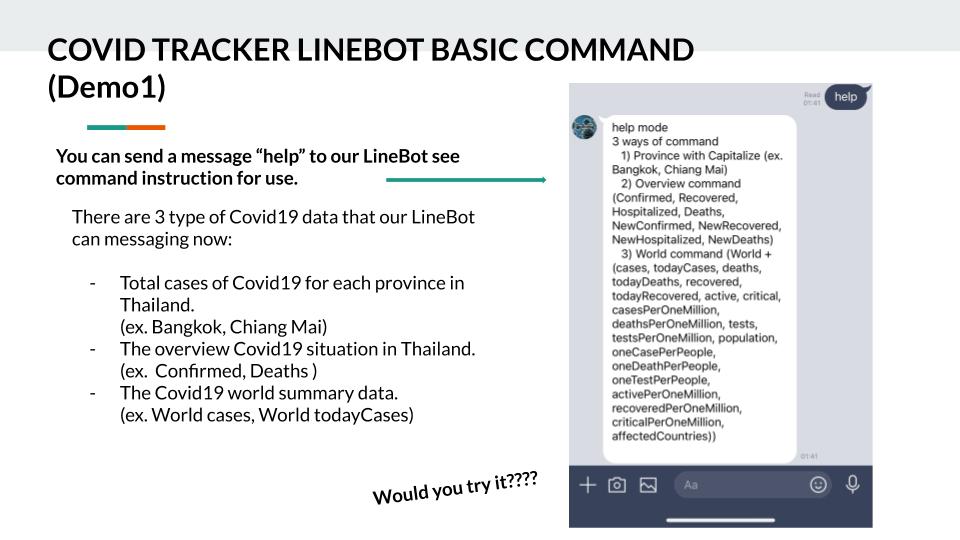 COVID TRACKER LINEBOT BASIC COMMAND
(Demo1)
You can send a message “help” to our LineBot see
command instruction for use.
There are 3 type of Covid19 data that our LineBot
can messaging now:
- Total cases of Covid19 for each province in
Thailand.
(ex. Bangkok, Chiang Mai)
- The overview Covid19 situation in Thailand.
(ex. Confirmed, Deaths )
- The Covid19 world summary data.
(ex. World cases, World todayCases)
Would you try it????
Read
01:41
help
help mode
3 ways of command
1) Province with Capitalize (ex.
Bangkok, Chiang Mai)
2) Overview command
(Confirmed, Recovered,
Hospitalized, Deaths,
NewConfirmed, NewRecovered,
NewHospitalized, NewDeaths)
3) World command (World +
(cases, todayCases, deaths,
todayDeaths, recovered,
todayRecovered, active, critical,
casesPerOneMillion,
deathsPerOneMillion, tests,
testsPerOneMillion, population,
oneCasePerPeople,
oneDeathPerPeople,
oneTestPerPeople,
activePerOneMillion,
recoveredPerOneMillion,
criticalPerOneMillion,
affectedCountries))
01:41
Aa